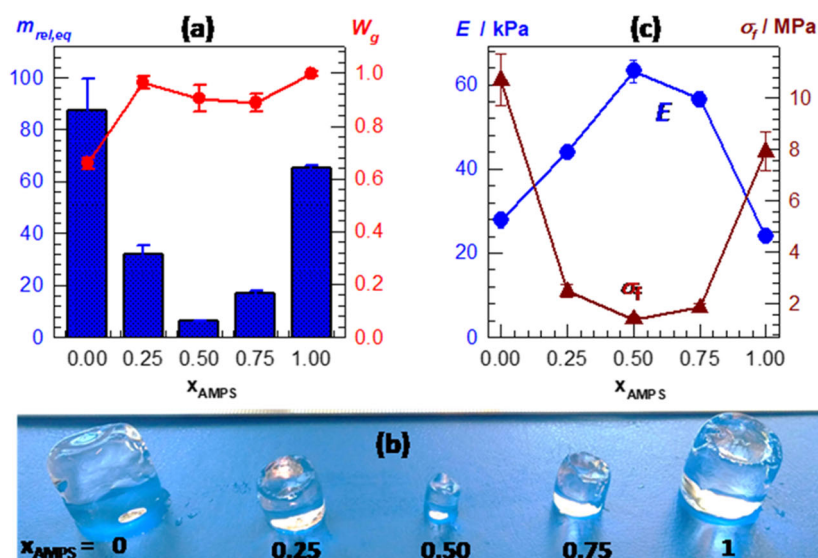 m_rel,eq (a) W_g
100
80
60
40
20
0
1.0
0.8
0.6
0.4
0.2
0.0
0.00 0.25 0.50 0.75 1.00
x_AMPS
E / kPa (c) σ_f / MPa
60
40
20
0
10
8
6
4
2
E
σ_f
0.00 0.25 0.50 0.75 1.00
x_AMPS
(b)
x_AMPS = 0 0.25 0.50 0.75 1